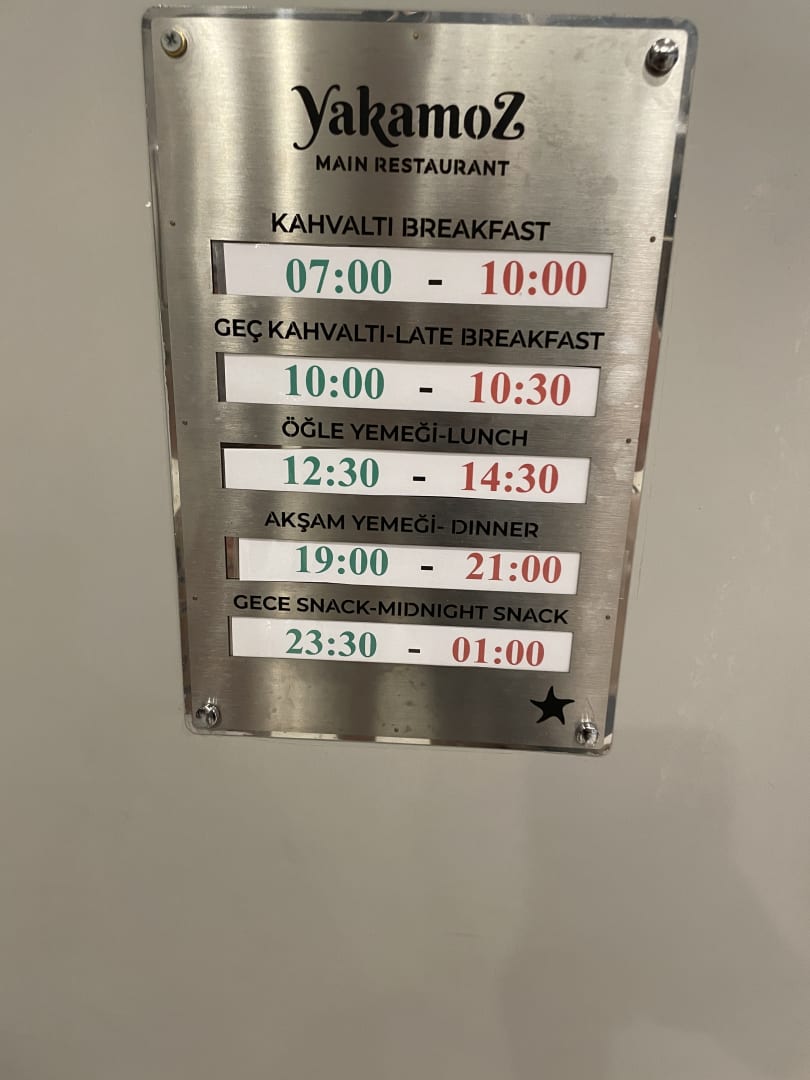 Yakamoz
MAIN RESTAURANT
KAHVALTI BREAKFAST
07:00 - 10:00
GEÇ KAHVALTI-LATE BREAKFAST
10:00 - 10:30
ÖĞLE YEMEĞİ-LUNCH
12:30 - 14:30
AKŞAM YEMEĞİ- DINNER
19:00 - 21:00
GECE SNACK-MIDNIGHT SNACK
23:30 - 01:00